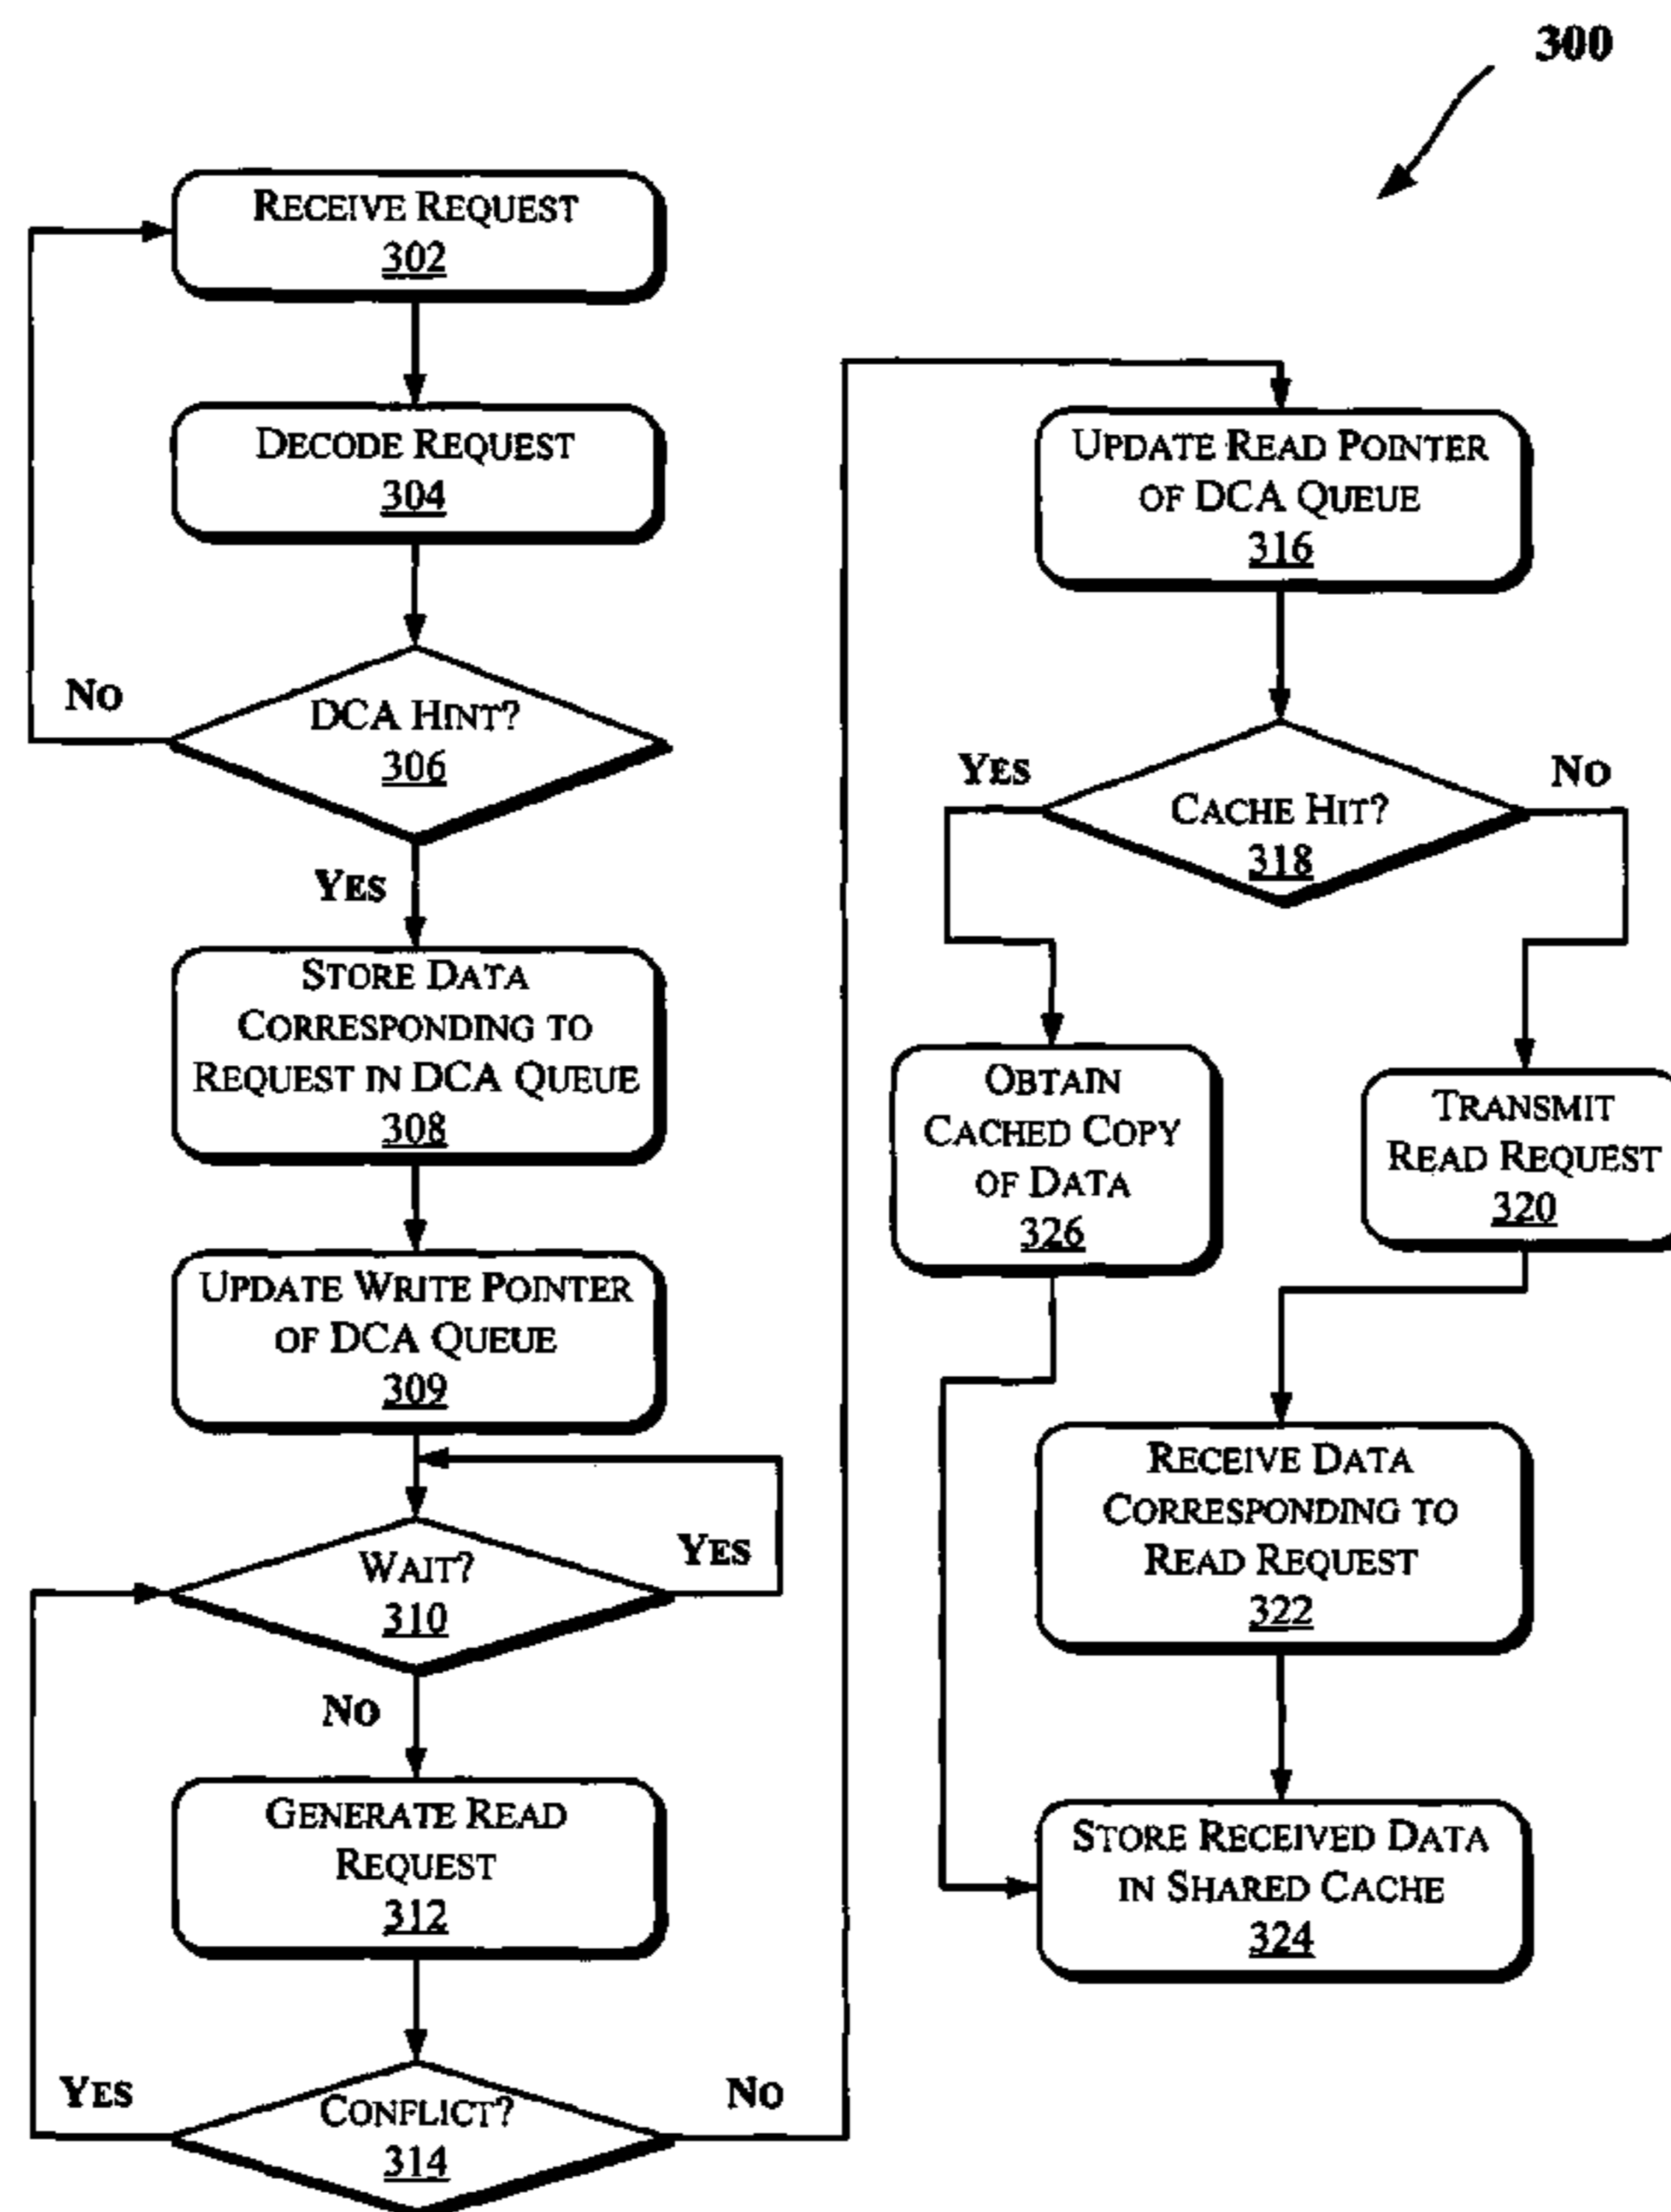 300
RECEIVE REQUEST
302
DECODE REQUEST
304
DCA HINT?
306
NO
YES
STORE DATA
CORRESPONDING TO
REQUEST IN DCA QUEUE
308
UPDATE WRITE POINTER
OF DCA QUEUE
309
WAIT?
310
YES
NO
GENERATE READ
REQUEST
312
CONFLICT?
314
YES
NO
UPDATE READ POINTER
OF DCA QUEUE
316
CACHE HIT?
318
YES
NO
OBTAIN
CACHED COPY
OF DATA
326
TRANSMIT
READ REQUEST
320
RECEIVE DATA
CORRESPONDING TO
READ REQUEST
322
STORE RECEIVED DATA
IN SHARED CACHE
324